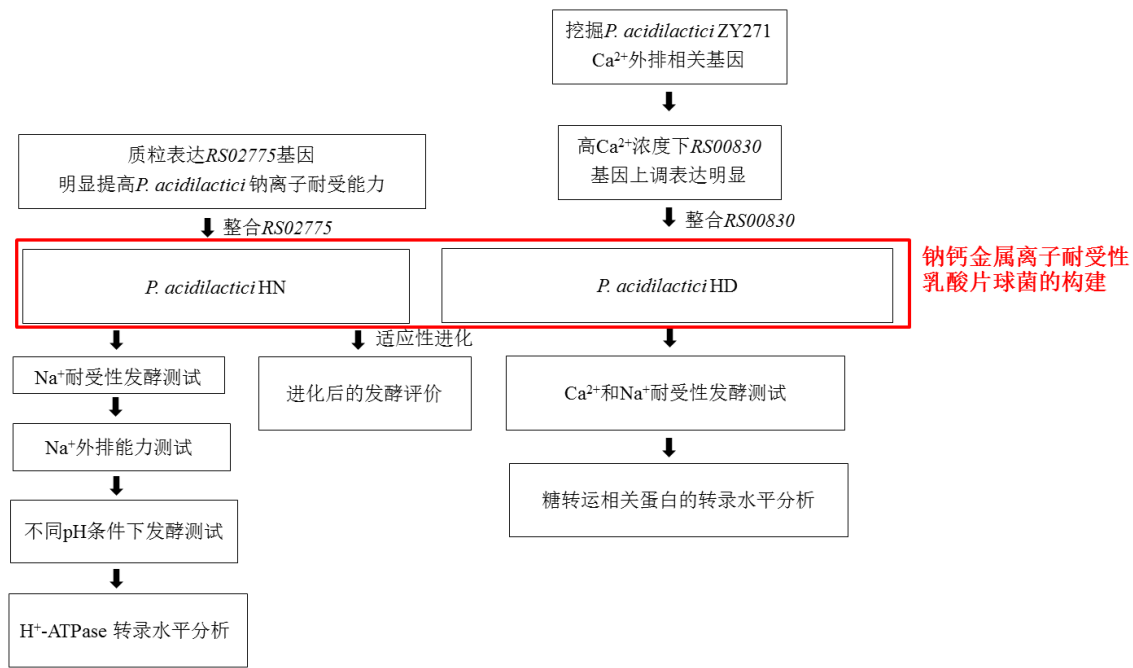 挖掘P. acidilactici ZY271
Ca²⁺外排相关基因
高Ca²⁺浓度下RS00830
基因上调表达明显
质粒表达RS02775基因
明显提高P. acidilactici 钠离子耐受能力
整合RS02775
整合RS00830
P. acidilactici HN
P. acidilactici HD
钠钙金属离子耐受性
乳酸片球菌的构建
适应性进化
Na⁺耐受性发酵测试
进化后的发酵评价
Ca²⁺和Na⁺耐受性发酵测试
Na⁺外排能力测试
糖转运相关蛋白的转录水平分析
不同pH条件下发酵测试
H⁺-ATPase 转录水平分析